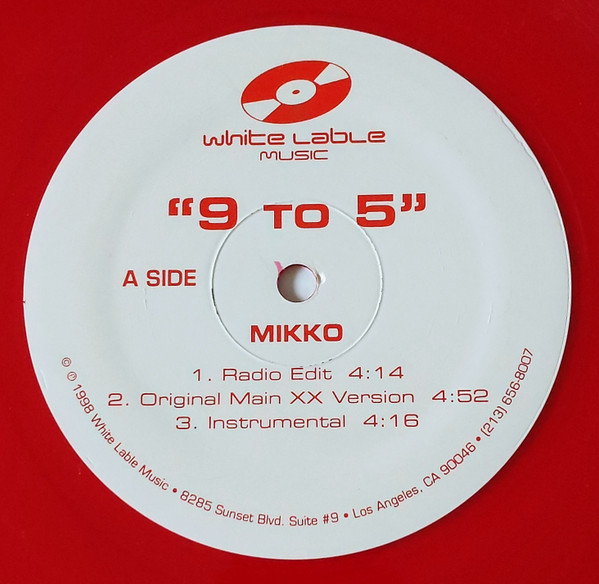 White Lable
MUSIC
“9 TO 5”
A SIDE
MIKKO
1. Radio Edit 4:14
2. Original Main XX Version 4:52
3. Instrumental 4:16
© ℗ 1998 White Lable Music • 8285 Sunset Blvd. Suite #9 • Los Angeles, CA 90046 • (213) 656-8007